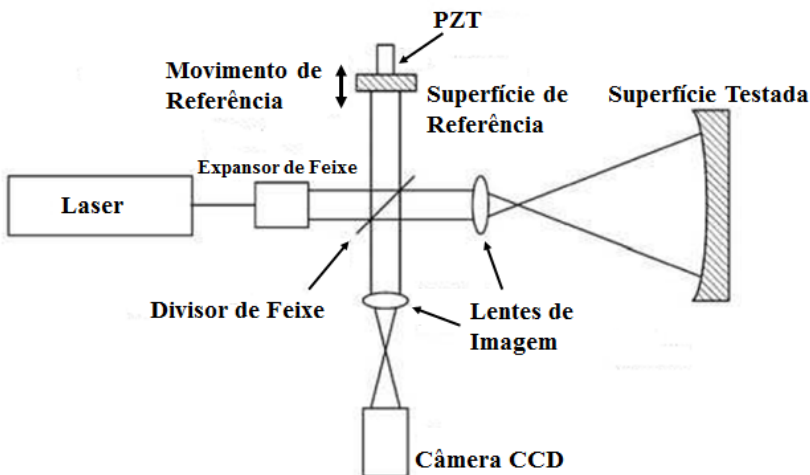 PZT
Movimento de
Referência
Superfície de
Referência
Superfície Testada
Expansor de Feixe
Laser
Divisor de Feixe
Lentes de
Imagem
Câmera CCD